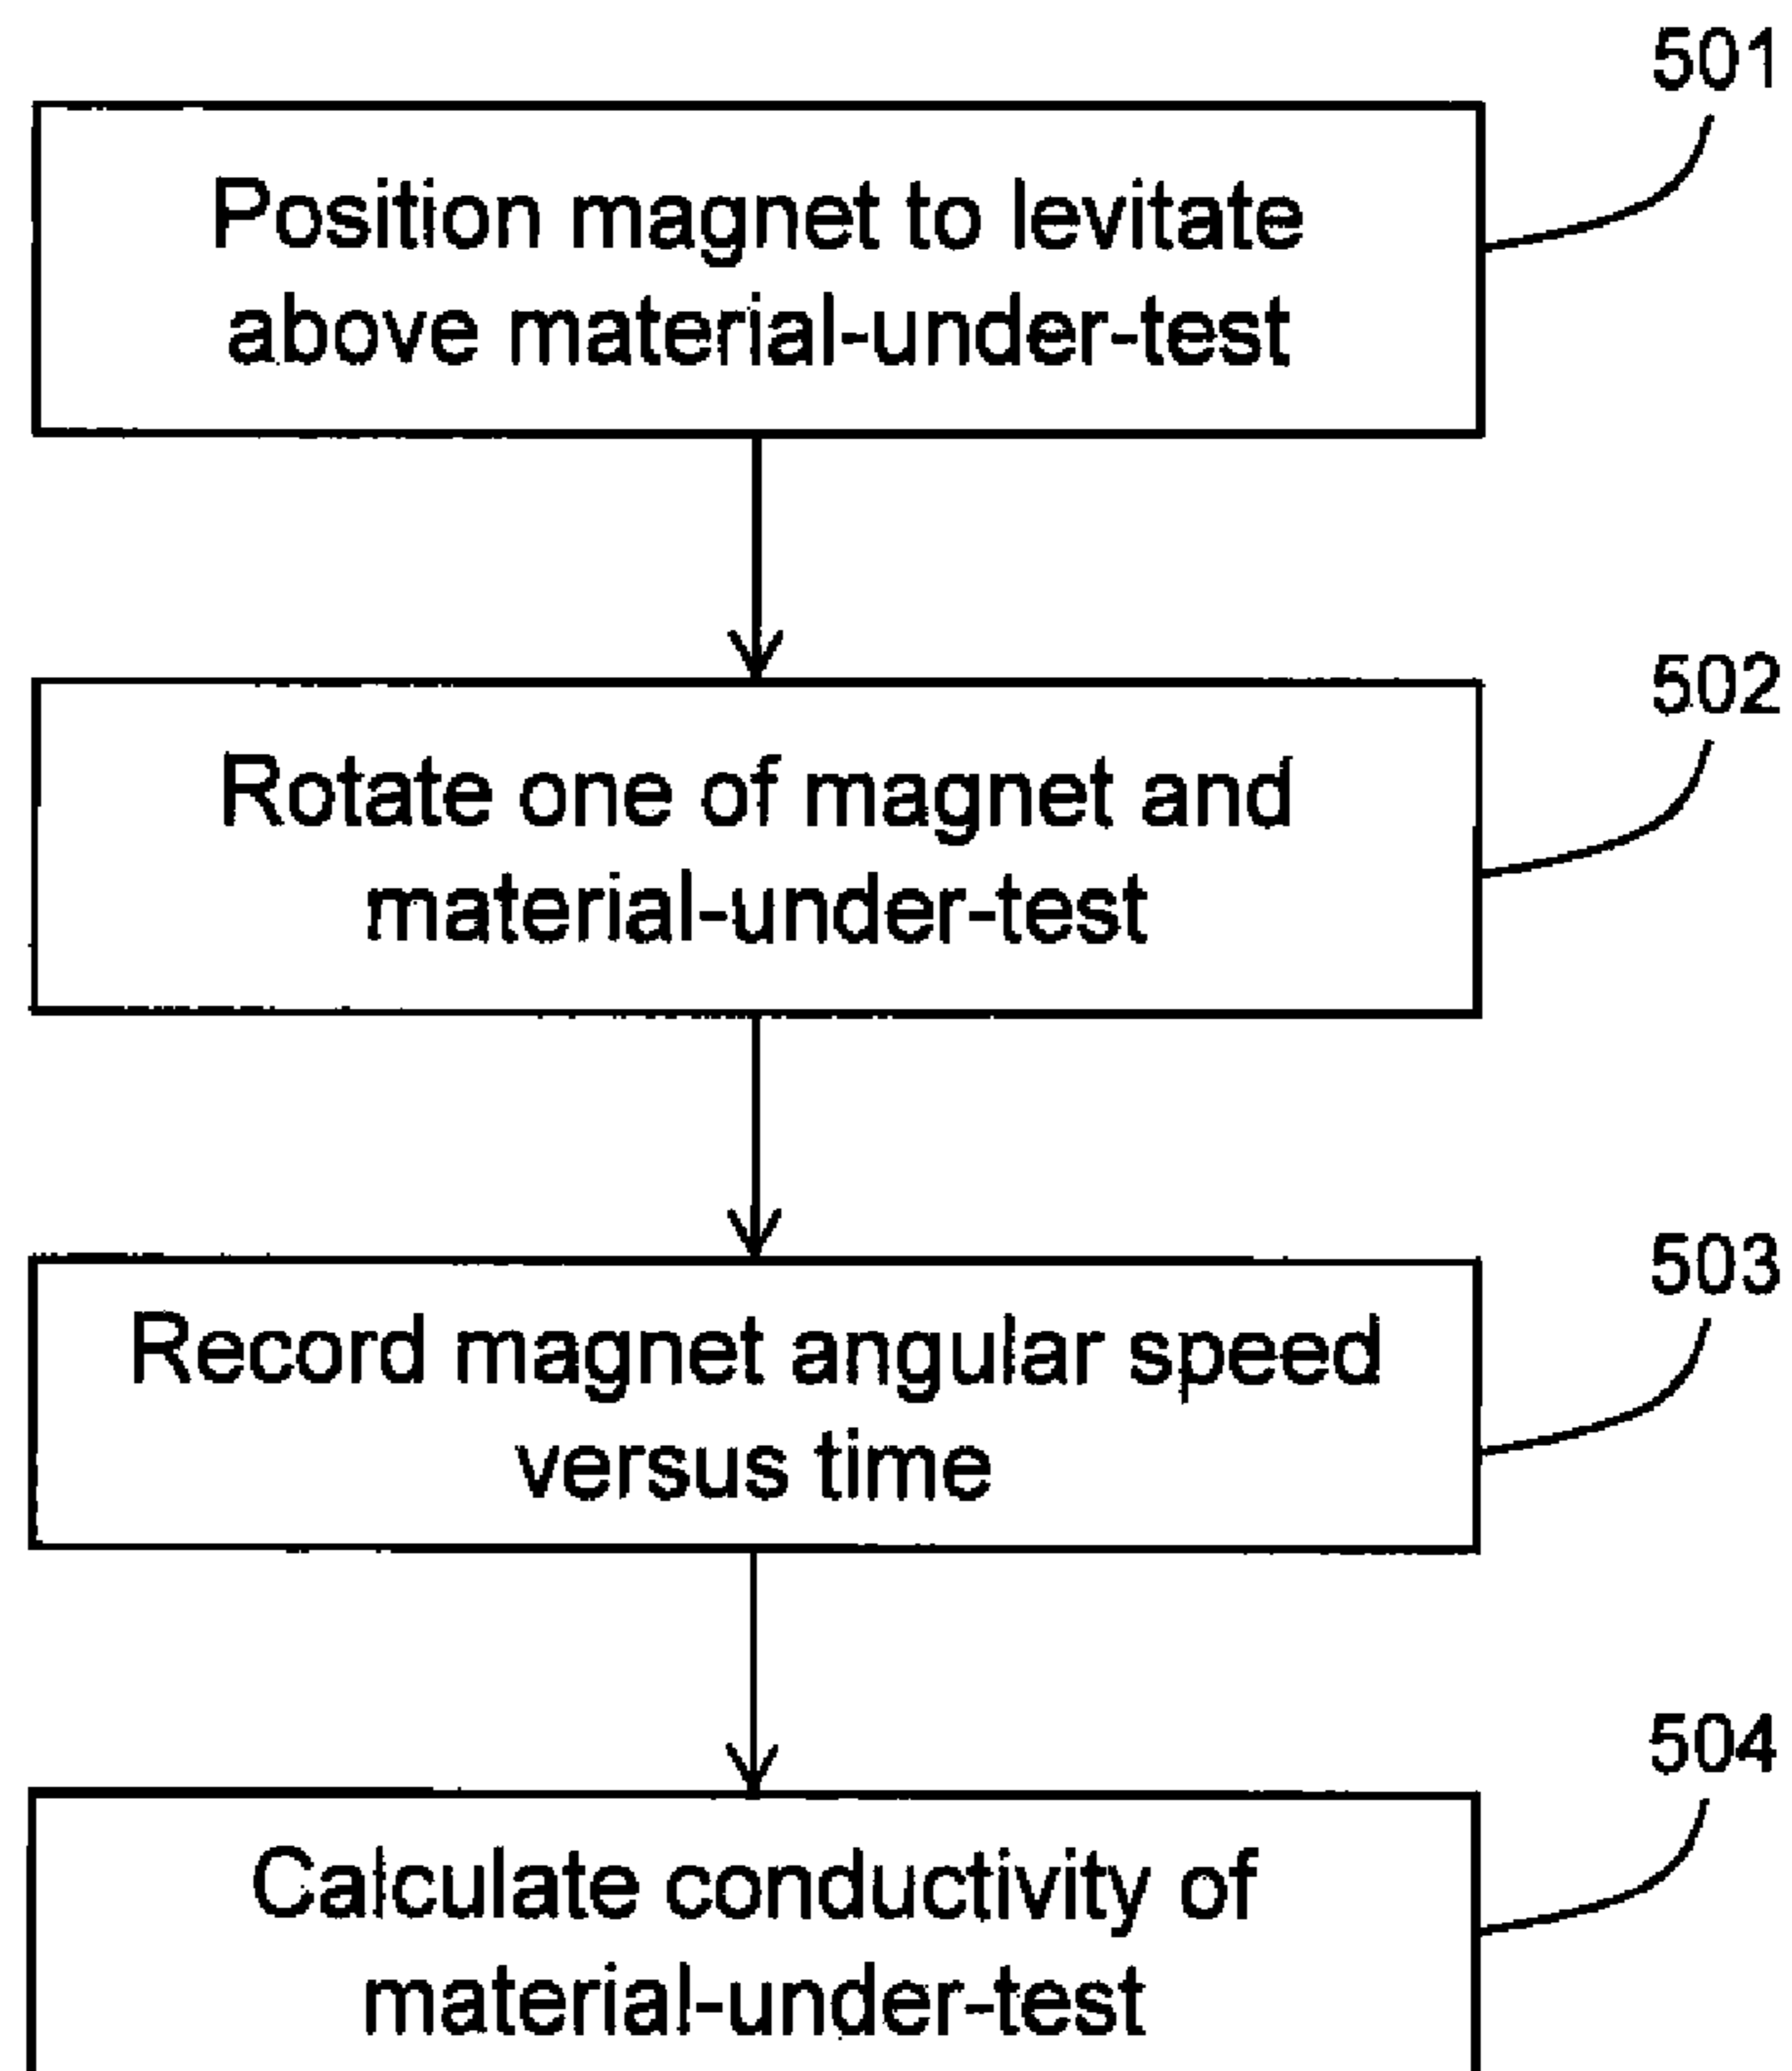 501
Position magnet to levitate
above material-under-test
502
Rotate one of magnet and
material-under-test
503
Record magnet angular speed
versus time
504
Calculate conductivity of
material-under-test